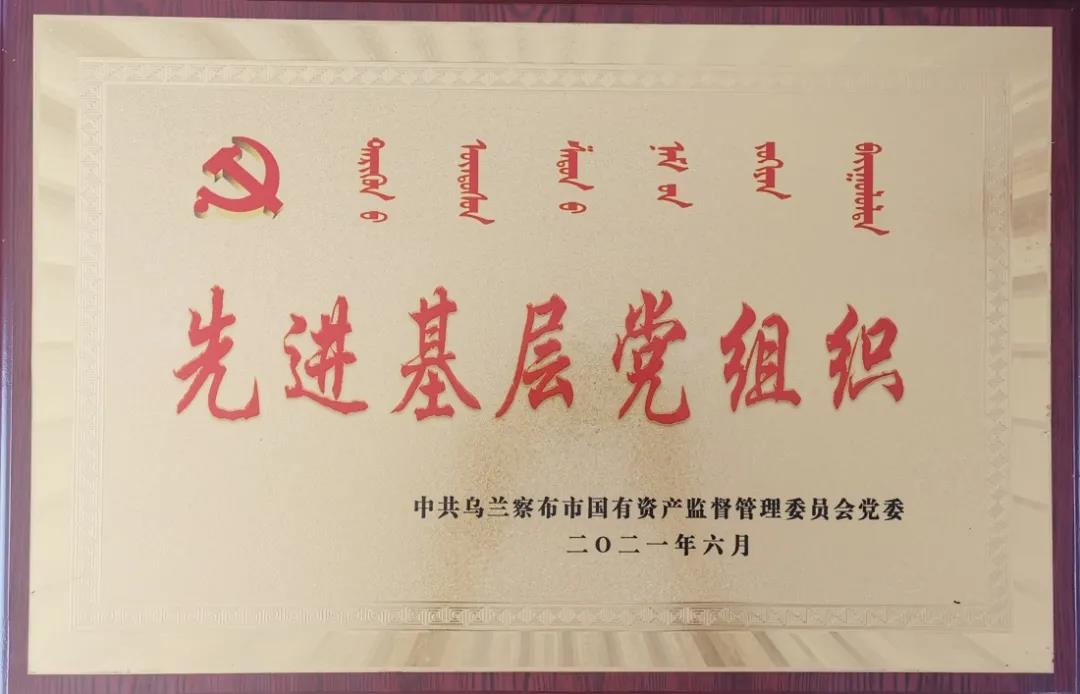 先进基层党组织
中共乌兰察布市国有资产监督管理委员会党委
二〇二一年六月